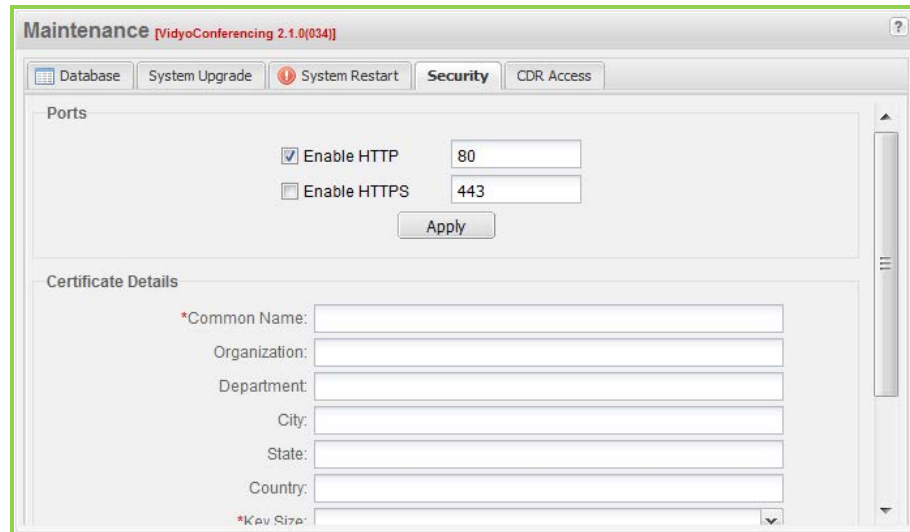 Maintenance [VidyoConferencing 2.1.0(034)]
?
Database System Upgrade System Restart Security CDR Access
Ports
Enable HTTP 80
Enable HTTPS 443
Apply
Certificate Details
*Common Name:
Organization:
Department:
City:
State:
Country:
*Key Size: